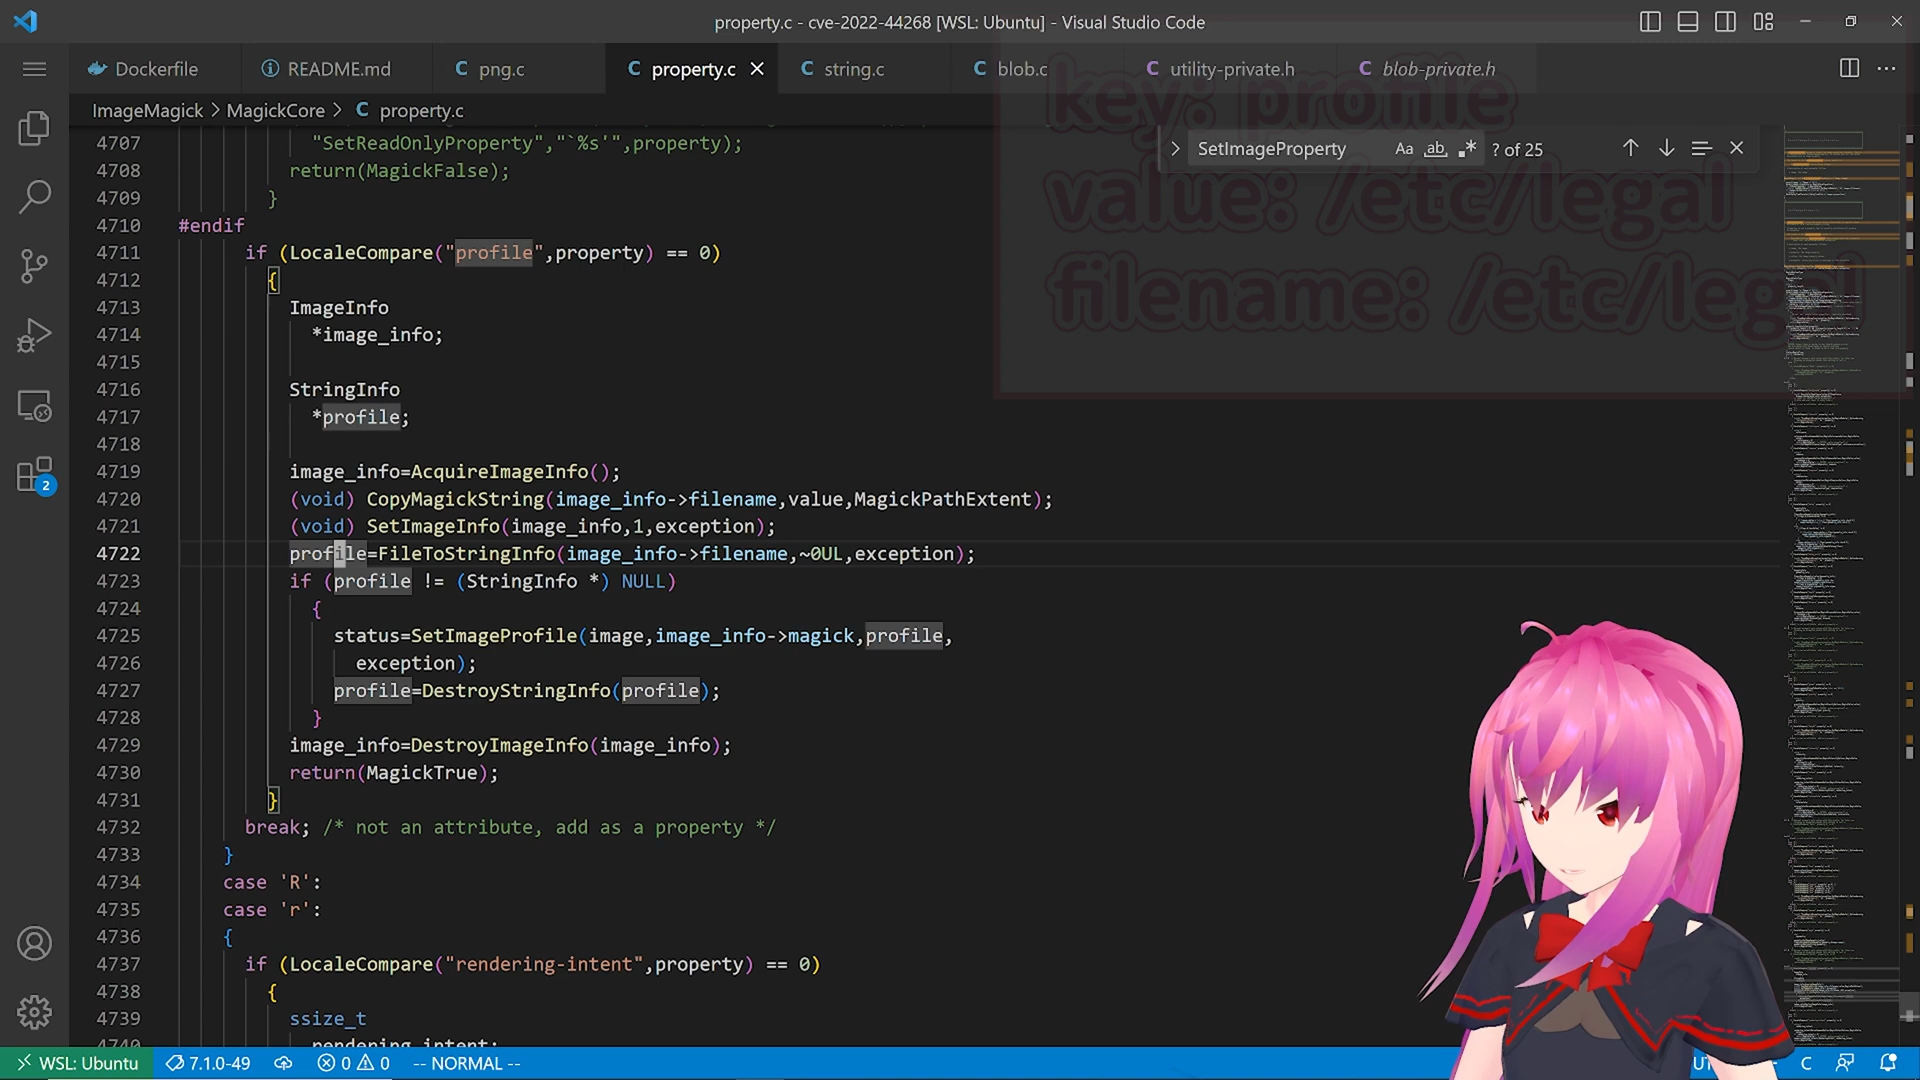 property.c - cve-2022-44268 [WSL: Ubuntu] - Visual Studio Code
Dockerfile
README.md
C png.c
C property.c
C string.c
C blob.c
C utility-private.h
C blob-private.h
ImageMagick > MagickCore > C property.c
key: profile
value: /etc/legal
filename: /etc/legal
SetImageProperty
Aa
ab
? of 25
4707 "SetReadOnlyProperty","`%s'",property);
4708 return(MagickFalse);
4709 }
4710 #endif
4711 if (LocaleCompare("profile",property) == 0)
4712 {
4713 ImageInfo
4714 *image_info;
4715
4716 StringInfo
4717 *profile;
4718
4719 image_info=AcquireImageInfo();
4720 (void) CopyMagickString(image_info->filename,value,MagickPathExtent);
4721 (void) SetImageInfo(image_info,1,exception);
4722 profile=FileToStringInfo(image_info->filename,~0UL,exception);
4723 if (profile != (StringInfo *) NULL)
4724 {
4725 status=SetImageProfile(image,image_info->magick,profile,
4726 exception);
4727 profile=DestroyStringInfo(profile);
4728 }
4729 image_info=DestroyImageInfo(image_info);
4730 return(MagickTrue);
4731 }
4732 break; /* not an attribute, add as a property */
4733 }
4734 case 'R':
4735 case 'r':
4736 {
4737 if (LocaleCompare("rendering-intent",property) == 0)
4738 {
4739 ssize_t
4740 rendering_intent;
2
WSL: Ubuntu
7.1.0-49
0
0
-- NORMAL --
C